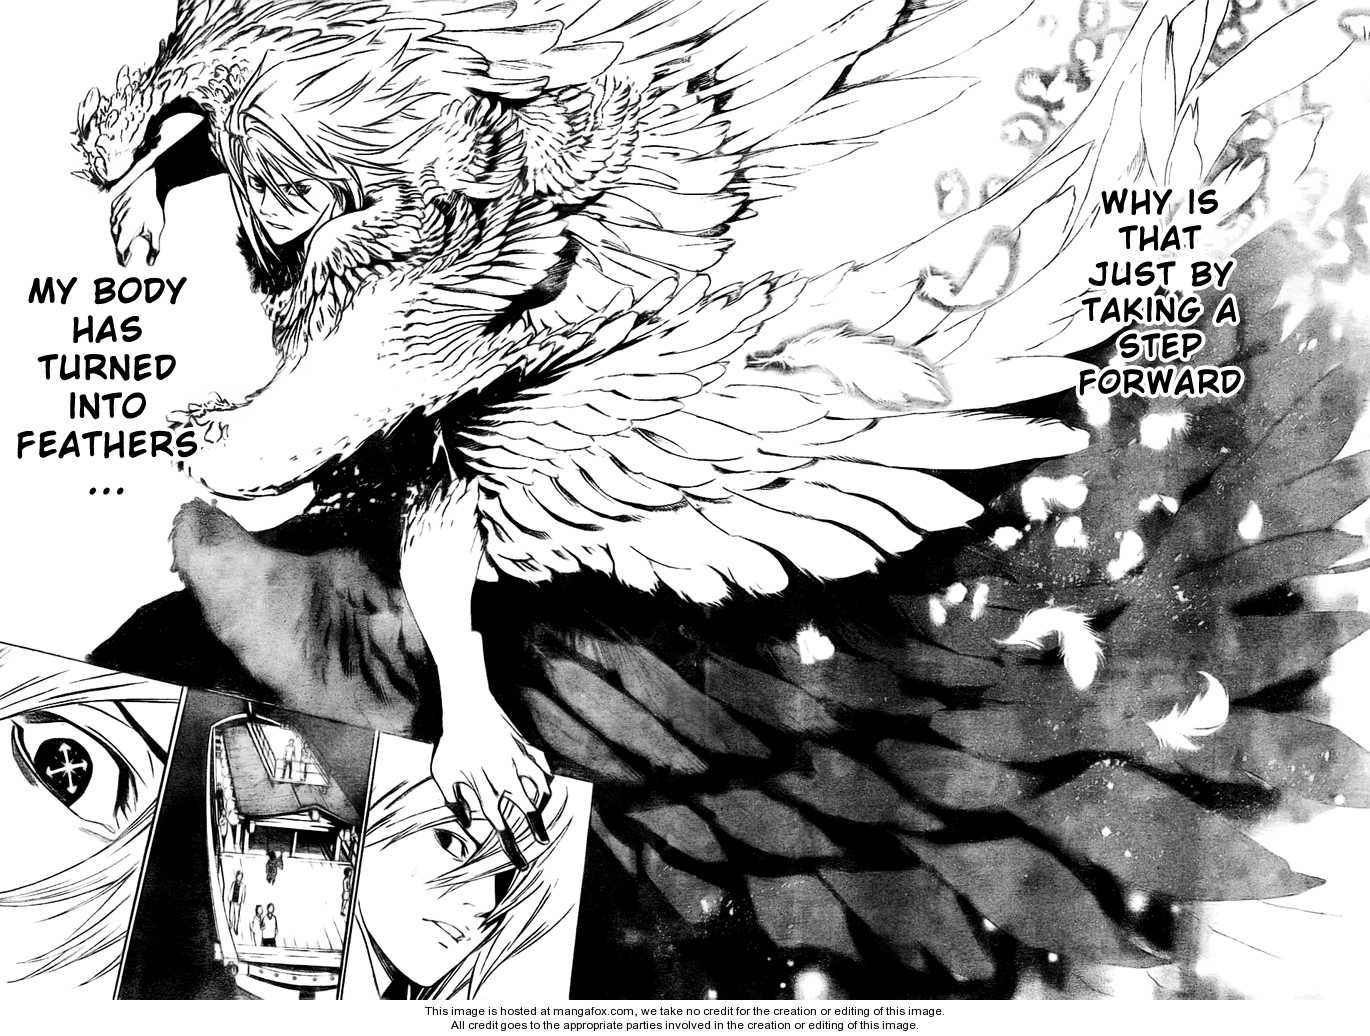 WHY IS
THAT
JUST BY
TAKING A
STEP
FORWARD
MY BODY
HAS
TURNED
INTO
FEATHERS
...
This image is hosted at mangafox.com, we take no credit for the creation or editing of this image.
All credit goes to the appropriate parties involved in the creation or editing of this image.